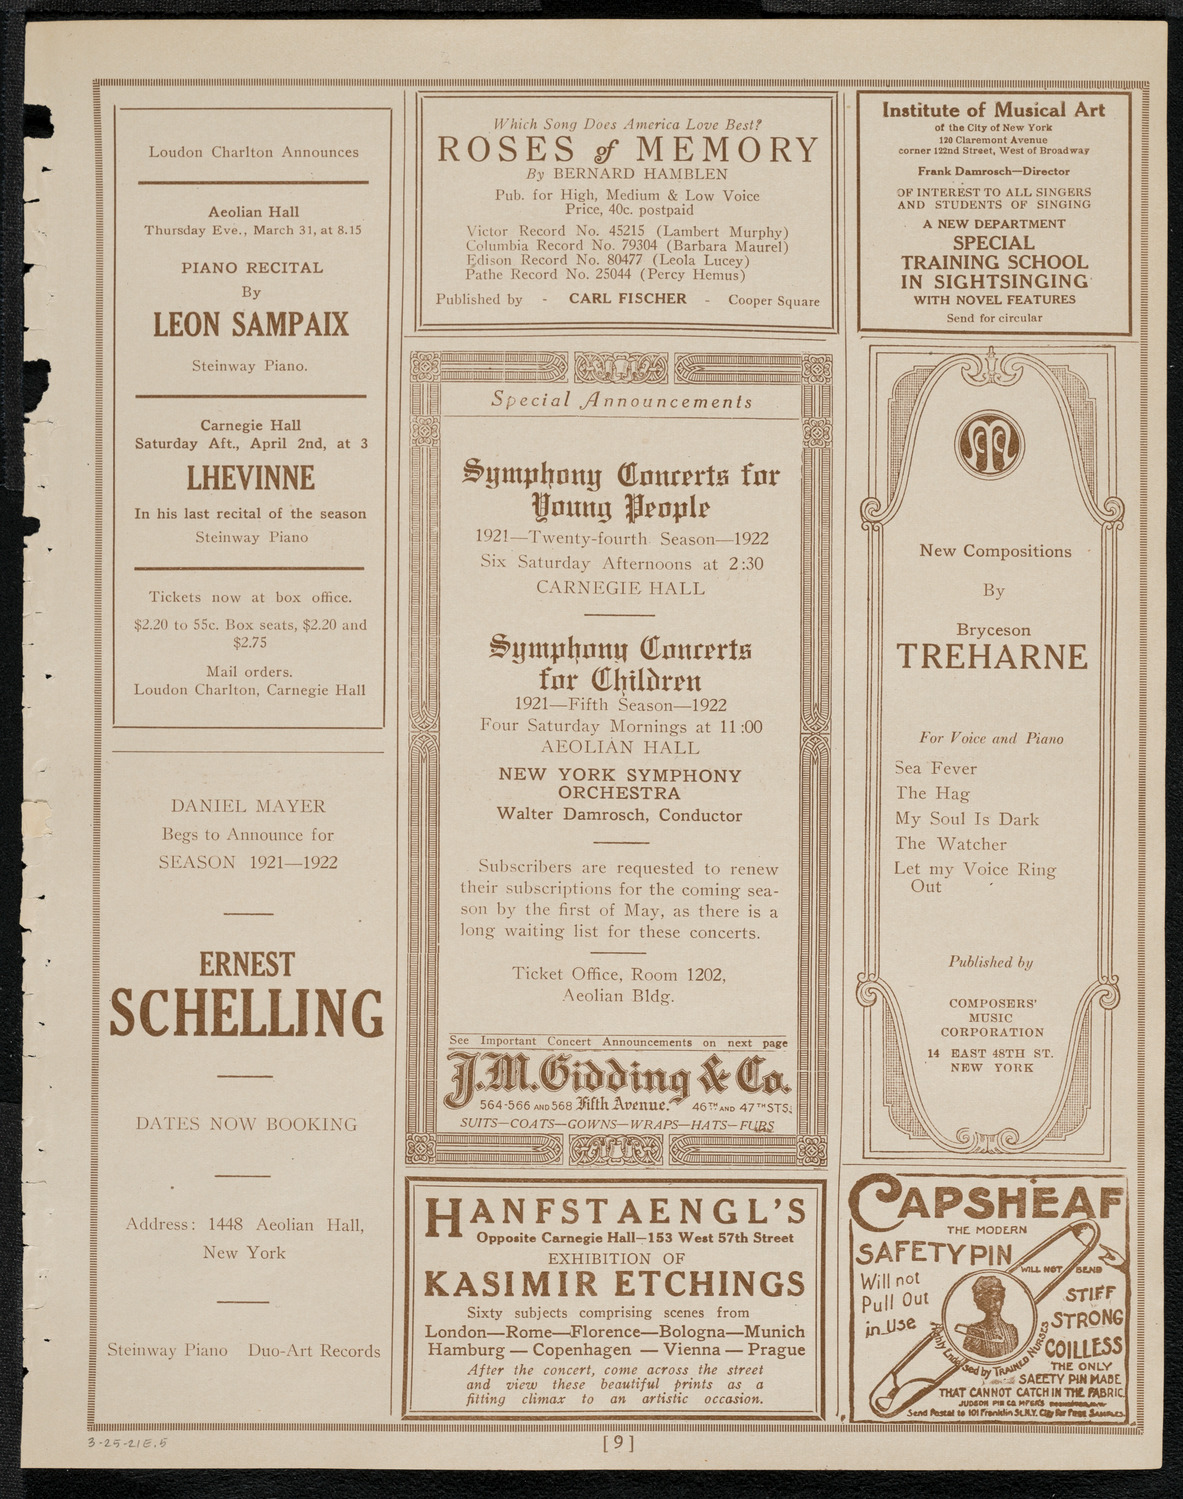 Loudon Charlton Announces
Aeolian Hall
Thursday Eve., March 31, at 8.15
PIANO RECITAL
By
LEON SAMPAIX
Steinway Piano.
Carnegie Hall
Saturday Aft., April 2nd, at 3
LHEVINNE
In his last recital of the season
Steinway Piano
Tickets now at box office.
$2.20 to 55c. Box seats, $2.20 and
$2.75
Mail orders.
Loudon Charlton, Carnegie Hall
DANIEL MAYER
Begs to Announce for
SEASON 1921—1922
ERNEST
SCHELLING
DATES NOW BOOKING
Address: 1448 Aeolian Hall,
New York
Steinway Piano Duo-Art Records
Which Song Does America Love Best?
ROSES of MEMORY
By BERNARD HAMBLEN
Pub. for High, Medium & Low Voice
Price, 40c. postpaid
Victor Record No. 45215 (Lambert Murphy)
Columbia Record No. 79304 (Barbara Maurel)
Edison Record No. 80477 (Leola Lucey)
Pathe Record No. 25044 (Percy Hemus)
Published by - CARL FISCHER - Cooper Square
Special Announcements
Symphony Concerts for
Young People
1921—Twenty-fourth Season—1922
Six Saturday Afternoons at 2:30
CARNEGIE HALL
Symphony Concerts
for Children
1921—Fifth Season—1922
Four Saturday Mornings at 11:00
AEOLIAN HALL
NEW YORK SYMPHONY
ORCHESTRA
Walter Damrosch, Conductor
Subscribers are requested to renew
their subscriptions for the coming sea-
son by the first of May, as there is a
long waiting list for these concerts.
Ticket Office, Room 1202,
Aeolian Bldg.
See Important Concert Announcements on next page
J.M. Gidding & Co.
564-566 AND 568 Fifth Avenue. 46TH AND 47TH STS.
SUITS—COATS—GOWNS—WRAPS—HATS—FURS
HANFSTAENGL'S
Opposite Carnegie Hall—153 West 57th Street
EXHIBITION OF
KASIMIR ETCHINGS
Sixty subjects comprising scenes from
London—Rome—Florence—Bologna—Munich
Hamburg — Copenhagen — Vienna — Prague
After the concert, come across the street
and view these beautiful prints as a
fitting climax to an artistic occasion.
Institute of Musical Art
of the City of New York
120 Claremont Avenue
corner 122nd Street, West of Broadway
Frank Damrosch—Director
OF INTEREST TO ALL SINGERS
AND STUDENTS OF SINGING
A NEW DEPARTMENT
SPECIAL
TRAINING SCHOOL
IN SIGHTSINGING
WITH NOVEL FEATURES
Send for circular
New Compositions
By
Bryceson
TREHARNE
For Voice and Piano
Sea Fever
The Hag
My Soul Is Dark
The Watcher
Let my Voice Ring
Out
Published by
COMPOSERS'
MUSIC
CORPORATION
14 EAST 48TH ST.
NEW YORK
CAPSHEAF
THE MODERN
SAFETY PIN
WILL NOT BEND
Will not
Pull Out
in Use
STIFF
STRONG
COILLESS
Highly Endorsed by TRAINED NURSES
THE ONLY
SAFETY PIN MADE
THAT CANNOT CATCH IN THE FABRIC
JUDSON PIN CO. MFER'S
Send Postal to 101 Franklin St. N.Y. City for Free Samples
[9]
3-25-21E.5